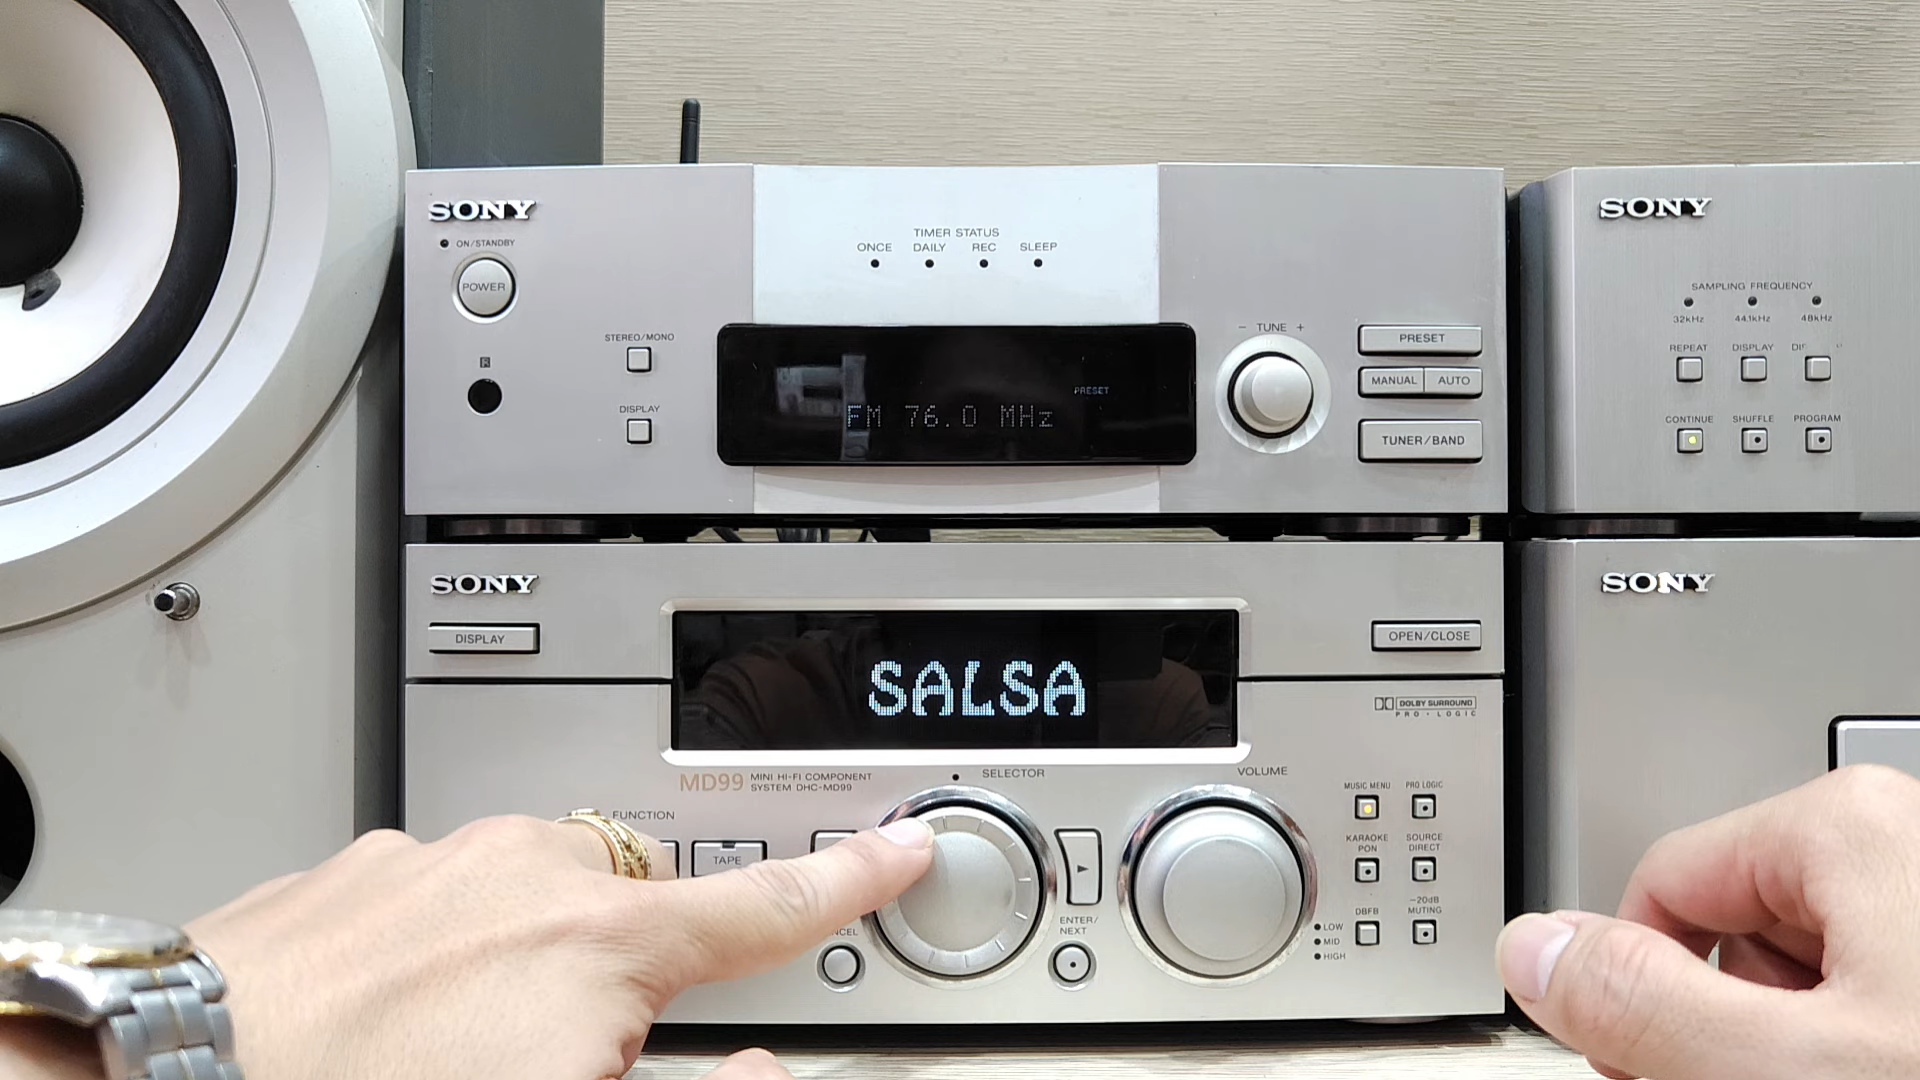 SONY
ON/STANDBY
POWER
STEREO/MONO
DISPLAY
TIMER STATUS
ONCE DAILY REC SLEEP
PRESET
FM 76.0 MHz
− TUNE +
PRESET
MANUAL AUTO
TUNER/BAND
SONY
SAMPLING FREQUENCY
32kHz 44.1kHz 48kHz
REPEAT DISPLAY
CONTINUE SHUFFLE PROGRAM
SONY
DISPLAY
SALSA
OPEN/CLOSE
DOLBY SURROUND
PRO · LOGIC
MD99 MINI HI-FI COMPONENT
SYSTEM DHC-MD99
SELECTOR
VOLUME
FUNCTION
TAPE
ENTER/
NEXT
MUSIC MENU PRO LOGIC
KARAOKE
PON
SOURCE
DIRECT
DBFB
−20dB
MUTING
LOW
MID
HIGH
SONY